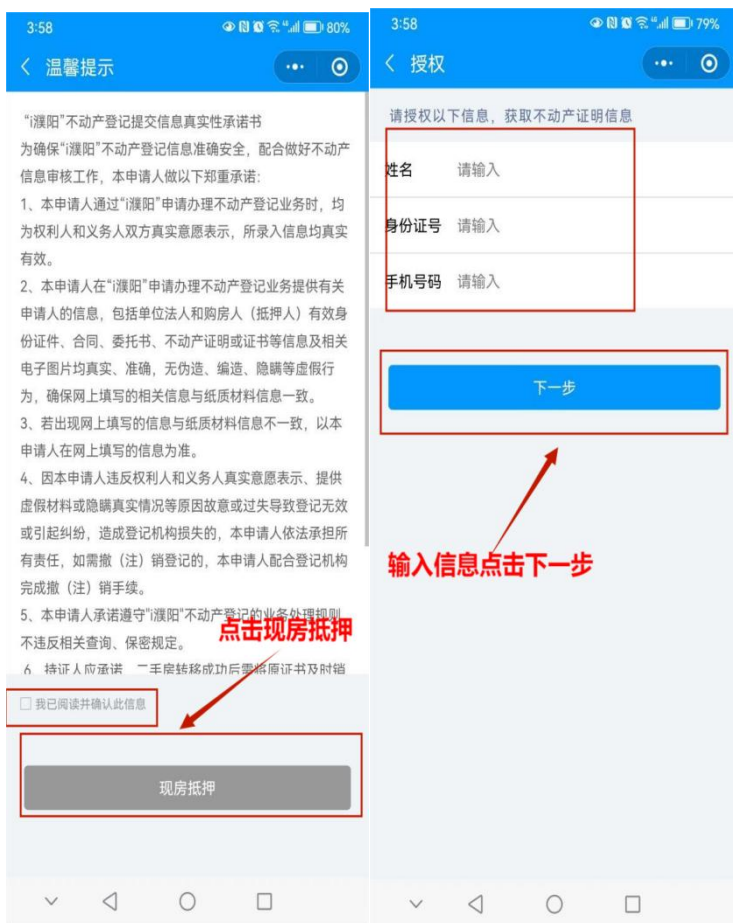 3:58
80%
温馨提示
“i濮阳”不动产登记提交信息真实性承诺书
为确保“i濮阳”不动产登记信息准确安全，配合做好不动产
信息审核工作，本申请人做以下郑重承诺:
1、本申请人通过“i濮阳”申请办理不动产登记业务时，均
为权利人和义务人双方真实意愿表示，所录入信息均真实
有效。
2、本申请人在“i濮阳”申请办理不动产登记业务提供有关
申请人的信息，包括单位法人和购房人（抵押人）有效身
份证件、合同、委托书、不动产证明或证书等信息及相关
电子图片均真实、准确，无伪造、编造、隐瞒等虚假行
为，确保网上填写的相关信息与纸质材料信息一致。
3、若出现网上填写的信息与纸质材料信息不一致，以本
申请人在网上填写的信息为准。
4、因本申请人违反权利人和义务人真实意愿表示、提供
虚假材料或隐瞒真实情况等原因故意或过失导致登记无效
或引起纠纷，造成登记机构损失的，本申请人依法承担所
有责任，如需撤（注）销登记的，本申请人配合登记机构
完成撤（注）销手续。
5、本申请人承诺遵守“i濮阳”不动产登记的业务处理规则
不违反相关查询、保密规定。
点击现房抵押
6、持证人应承诺，二手房转移成功后需将原证书及时销
我已阅读并确认此信息
现房抵押
3:58
79%
授权
请授权以下信息，获取不动产证明信息
姓名 请输入
身份证号 请输入
手机号码 请输入
下一步
输入信息点击下一步